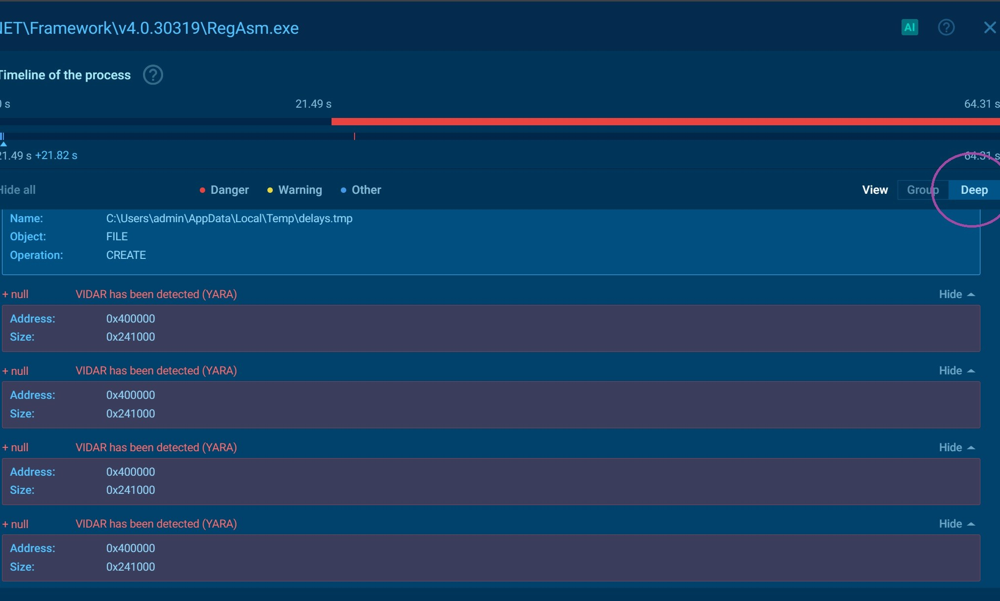 NET\Framework\v4.0.30319\RegAsm.exe
AI
?
Timeline of the process ?
0 s 21.49 s 64.31 s
21.49 s +21.82 s 64.31 s
Hide all Danger Warning Other View Group Deep
Name: C:\Users\admin\AppData\Local\Temp\delays.tmp
Object: FILE
Operation: CREATE
+ null VIDAR has been detected (YARA) Hide
Address: 0x400000
Size: 0x241000
+ null VIDAR has been detected (YARA) Hide
Address: 0x400000
Size: 0x241000
+ null VIDAR has been detected (YARA) Hide
Address: 0x400000
Size: 0x241000
+ null VIDAR has been detected (YARA) Hide
Address: 0x400000
Size: 0x241000